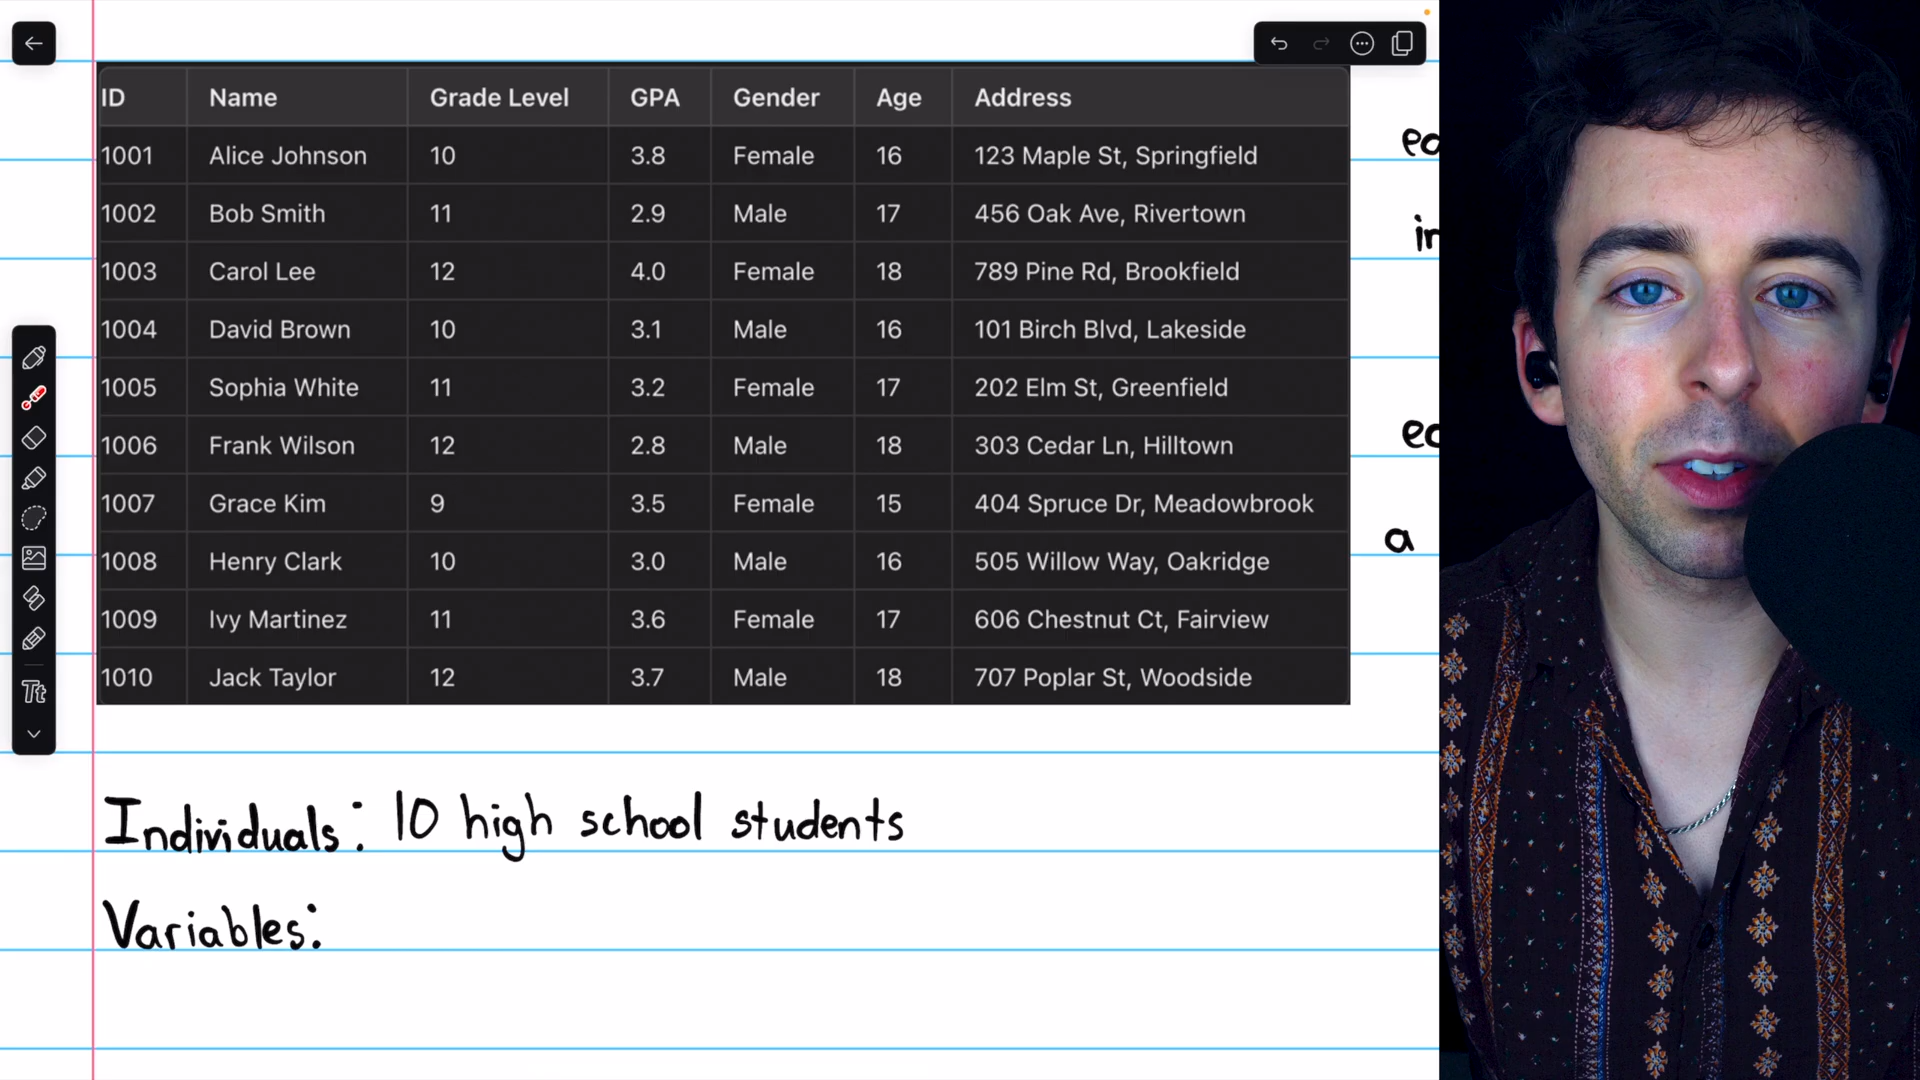 ID Name Grade Level GPA Gender Age Address
1001 Alice Johnson 10 3.8 Female 16 123 Maple St, Springfield
1002 Bob Smith 11 2.9 Male 17 456 Oak Ave, Rivertown
1003 Carol Lee 12 4.0 Female 18 789 Pine Rd, Brookfield
1004 David Brown 10 3.1 Male 16 101 Birch Blvd, Lakeside
1005 Sophia White 11 3.2 Female 17 202 Elm St, Greenfield
1006 Frank Wilson 12 2.8 Male 18 303 Cedar Ln, Hilltown
1007 Grace Kim 9 3.5 Female 15 404 Spruce Dr, Meadowbrook
1008 Henry Clark 10 3.0 Male 16 505 Willow Way, Oakridge
1009 Ivy Martinez 11 3.6 Female 17 606 Chestnut Ct, Fairview
1010 Jack Taylor 12 3.7 Male 18 707 Poplar St, Woodside
a
Tt
Individuals: 10 high school students
Variables: